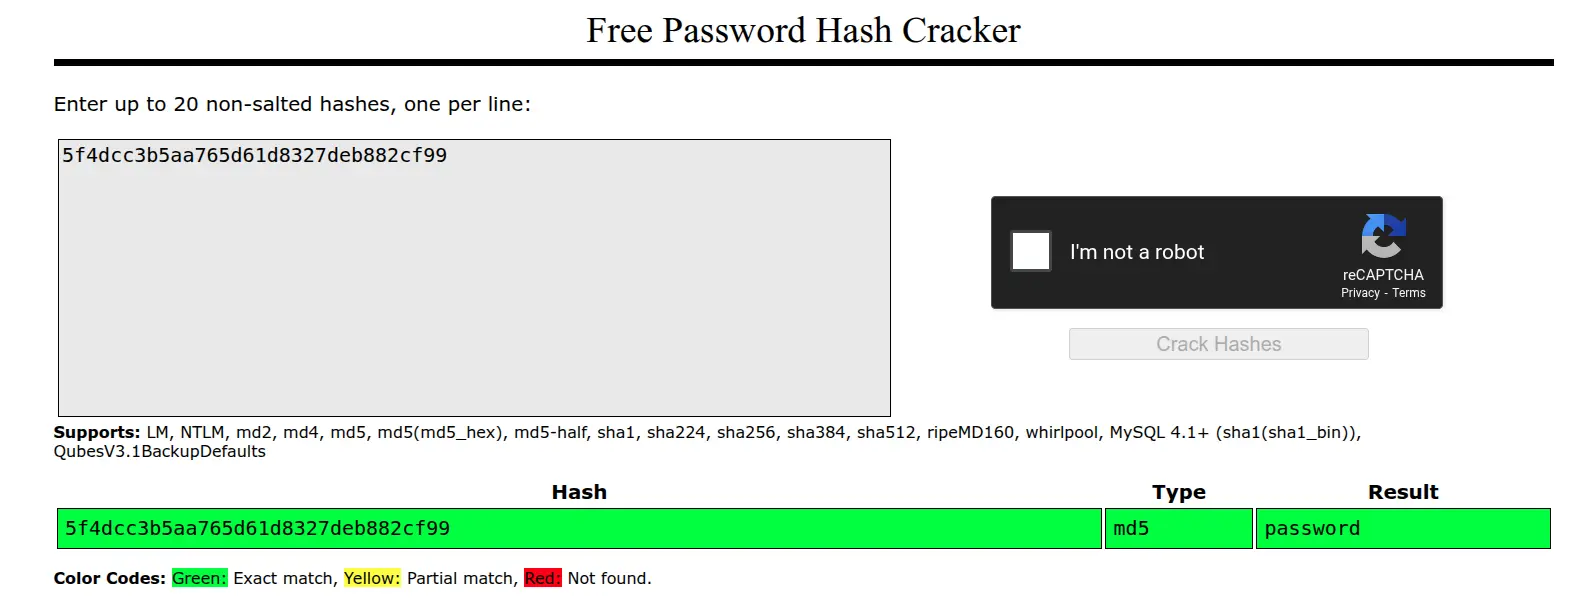 Free Password Hash Cracker
Enter up to 20 non-salted hashes, one per line:
5f4dcc3b5aa765d61d8327deb882cf99
I'm not a robot
reCAPTCHA
Privacy - Terms
Crack Hashes
Supports: LM, NTLM, md2, md4, md5, md5(md5_hex), md5-half, sha1, sha224, sha256, sha384, sha512, ripeMD160, whirlpool, MySQL 4.1+ (sha1(sha1_bin)),
QubesV3.1BackupDefaults
Hash Type Result
5f4dcc3b5aa765d61d8327deb882cf99 md5 password
Color Codes: Green: Exact match, Yellow: Partial match, Red: Not found.